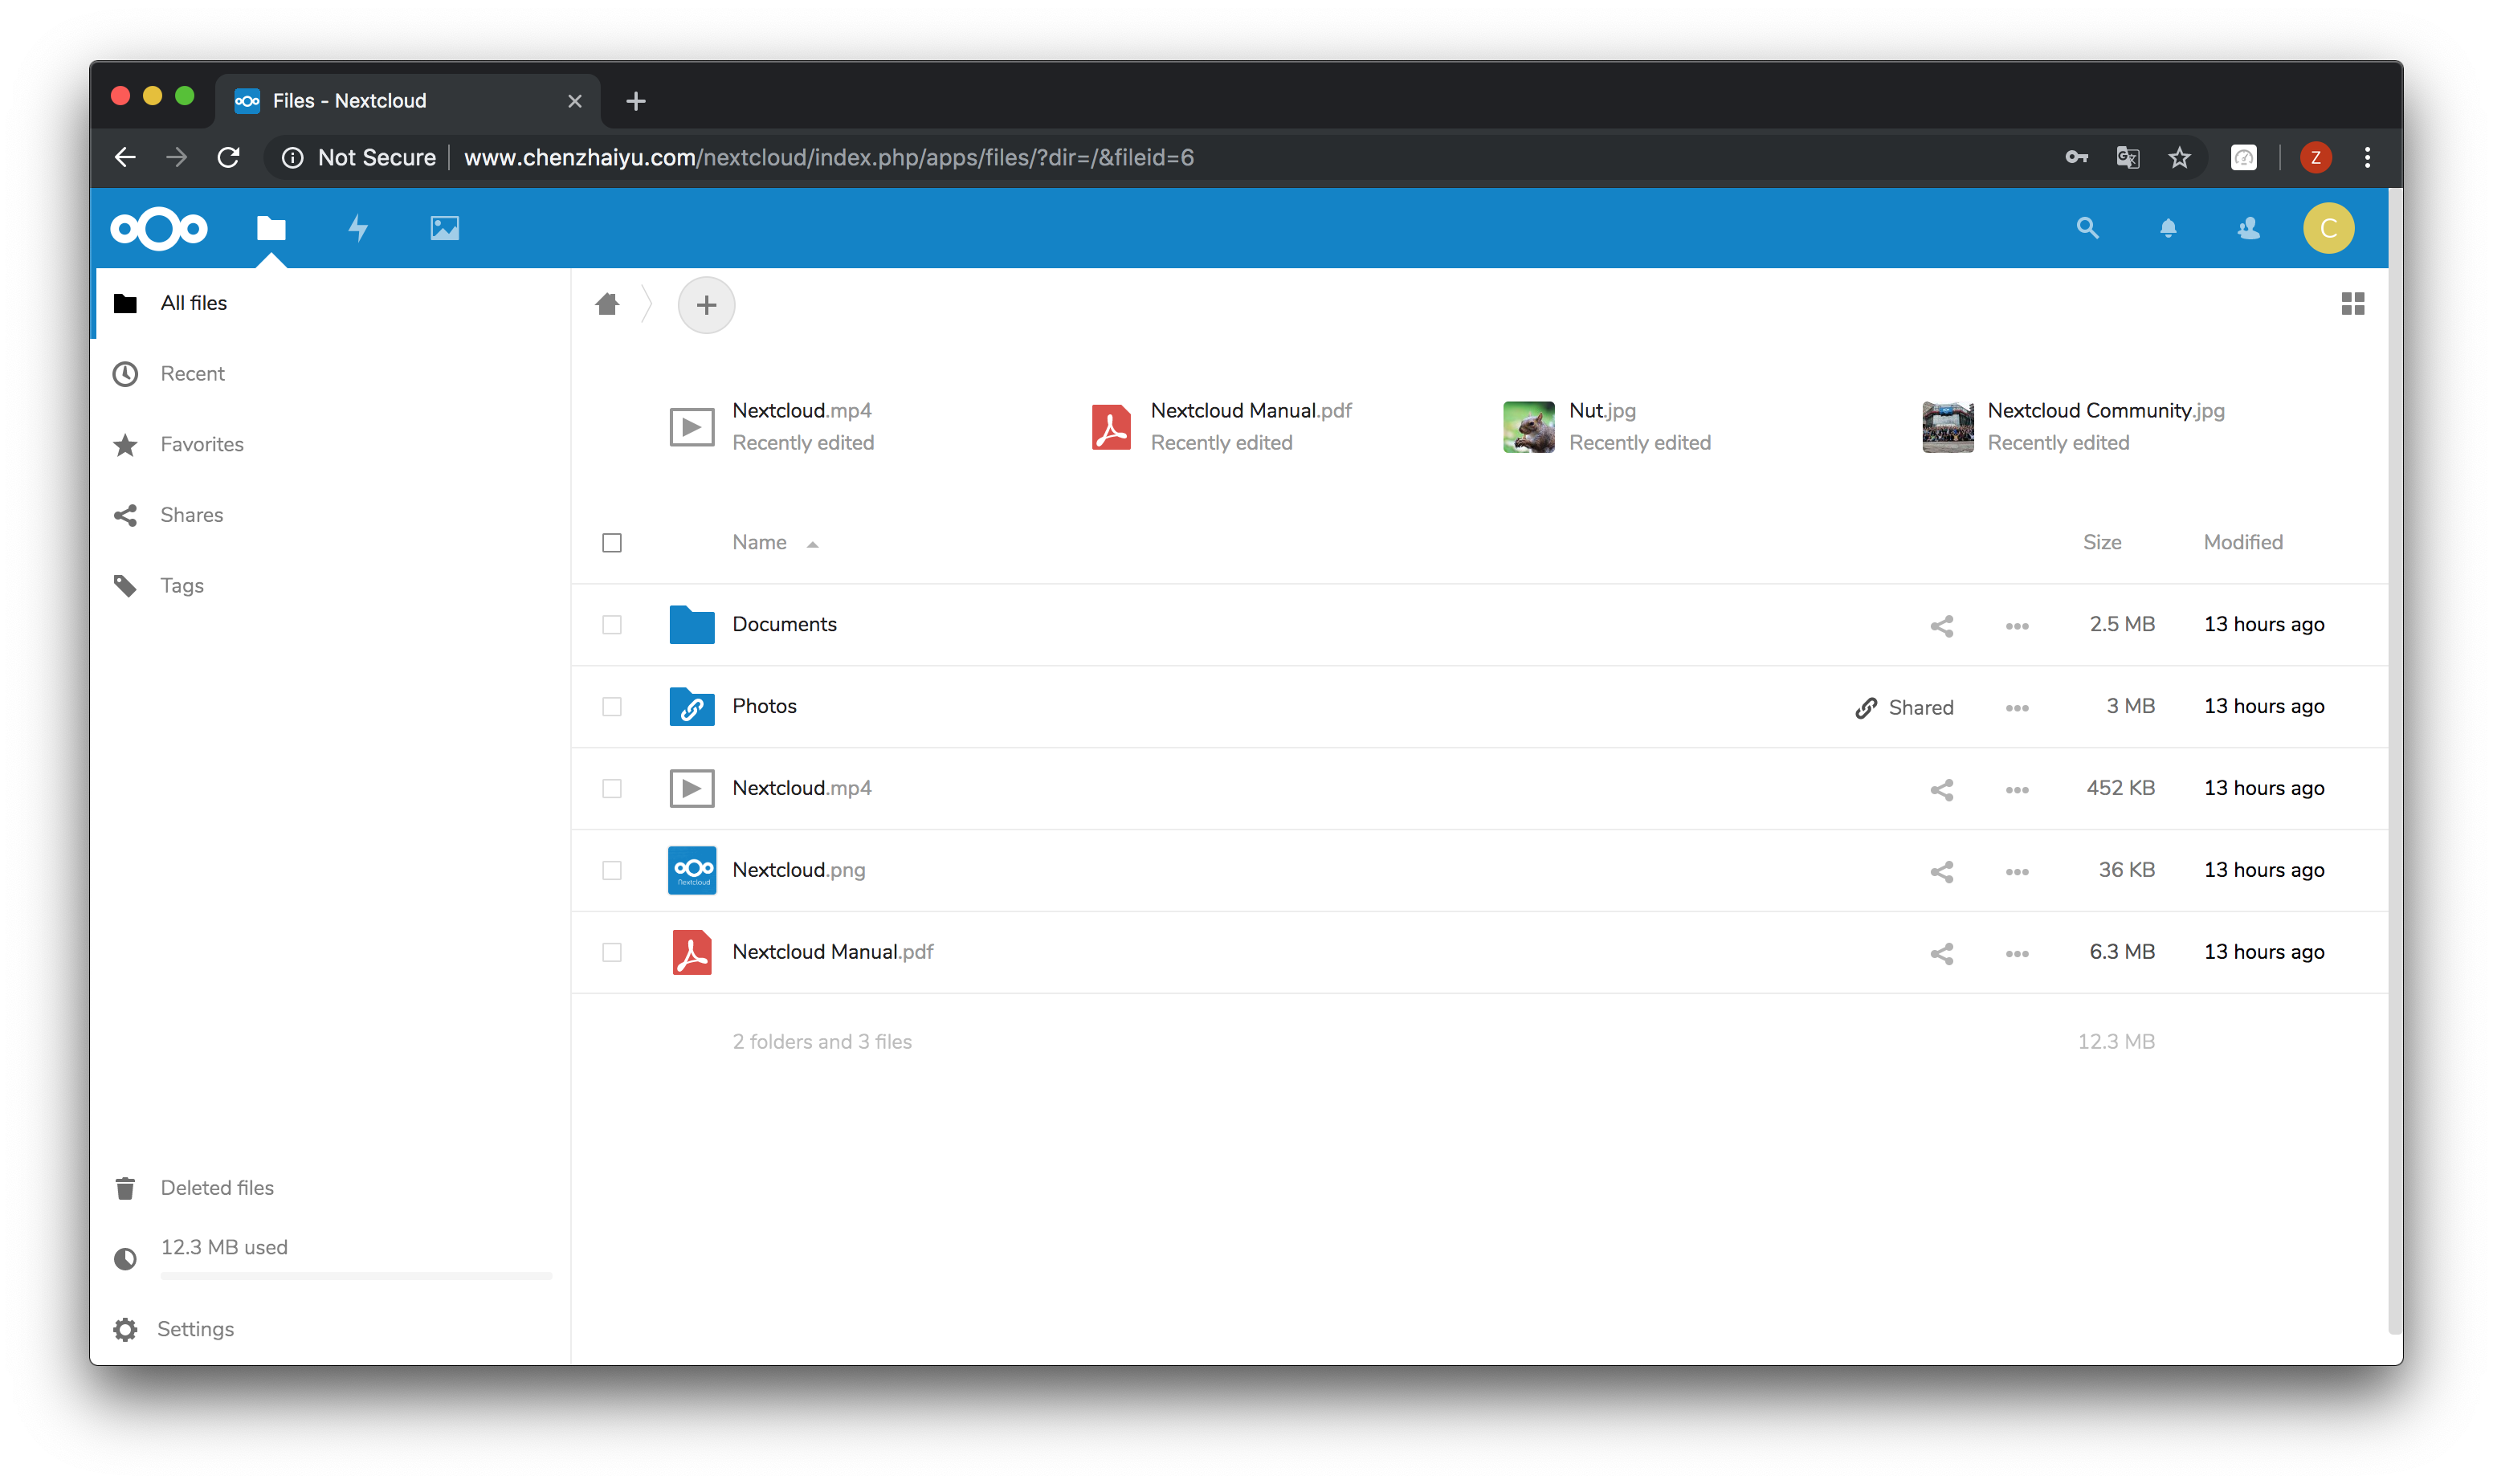 Files - Nextcloud
Not Secure www.chenzhaiyu.com/nextcloud/index.php/apps/files/?dir=/&fileid=6
Z
C
All files
Recent
Favorites
Shares
Tags
Nextcloud.mp4
Recently edited
Nextcloud Manual.pdf
Recently edited
Nut.jpg
Recently edited
Nextcloud Community.jpg
Recently edited
Name Size Modified
Documents 2.5 MB 13 hours ago
Photos Shared 3 MB 13 hours ago
Nextcloud.mp4 452 KB 13 hours ago
Nextcloud
Nextcloud.png 36 KB 13 hours ago
Nextcloud Manual.pdf 6.3 MB 13 hours ago
2 folders and 3 files 12.3 MB
Deleted files
12.3 MB used
Settings